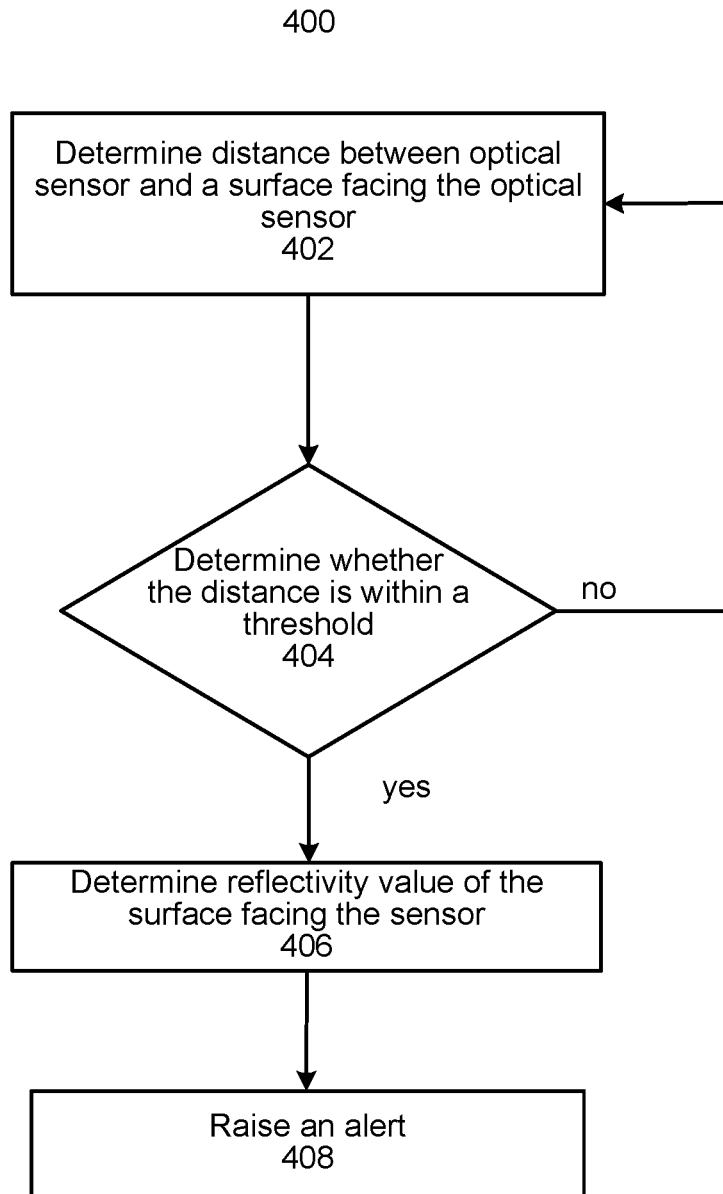 400
Determine distance between optical
sensor and a surface facing the optical
sensor
402
Determine whether
the distance is within a
threshold
404
no
yes
Determine reflectivity value of the
surface facing the sensor
406
Raise an alert
408